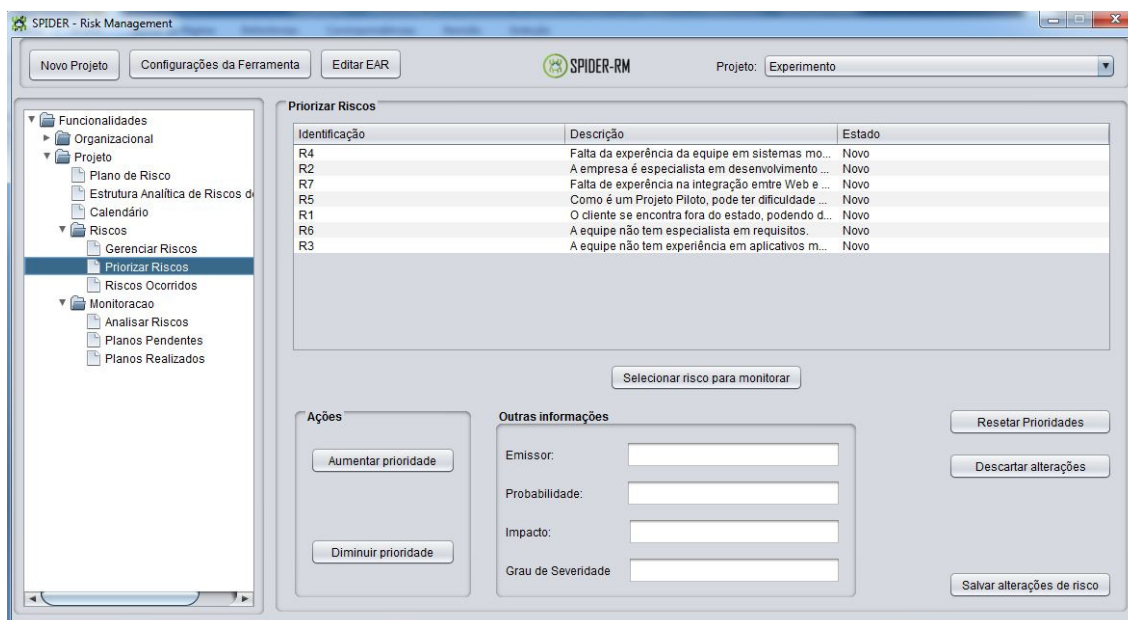 SPIDER - Risk Management
Novo Projeto Configurações da Ferramenta Editar EAR SPIDER-RM Projeto: Experimento
Funcionalidades
Organizacional
Projeto
Plano de Risco
Estrutura Analítica de Riscos d
Calendário
Riscos
Gerenciar Riscos
Priorizar Riscos
Riscos Ocorridos
Monitoracao
Analisar Riscos
Planos Pendentes
Planos Realizados
Priorizar Riscos
Identificação Descrição Estado
R4 Falta da experência da equipe em sistemas mo... Novo
R2 A empresa é especialista em desenvolvimento ... Novo
R7 Falta de experência na integração emtre Web e ... Novo
R5 Como é um Projeto Piloto, pode ter dificuldade ... Novo
R1 O cliente se encontra fora do estado, podendo d... Novo
R6 A equipe não tem especialista em requisitos. Novo
R3 A equipe não tem experiência em aplicativos m... Novo
Selecionar risco para monitorar
Ações
Aumentar prioridade
Diminuir prioridade
Outras informações
Emissor:
Probabilidade:
Impacto:
Grau de Severidade
Resetar Prioridades
Descartar alterações
Salvar alterações de risco